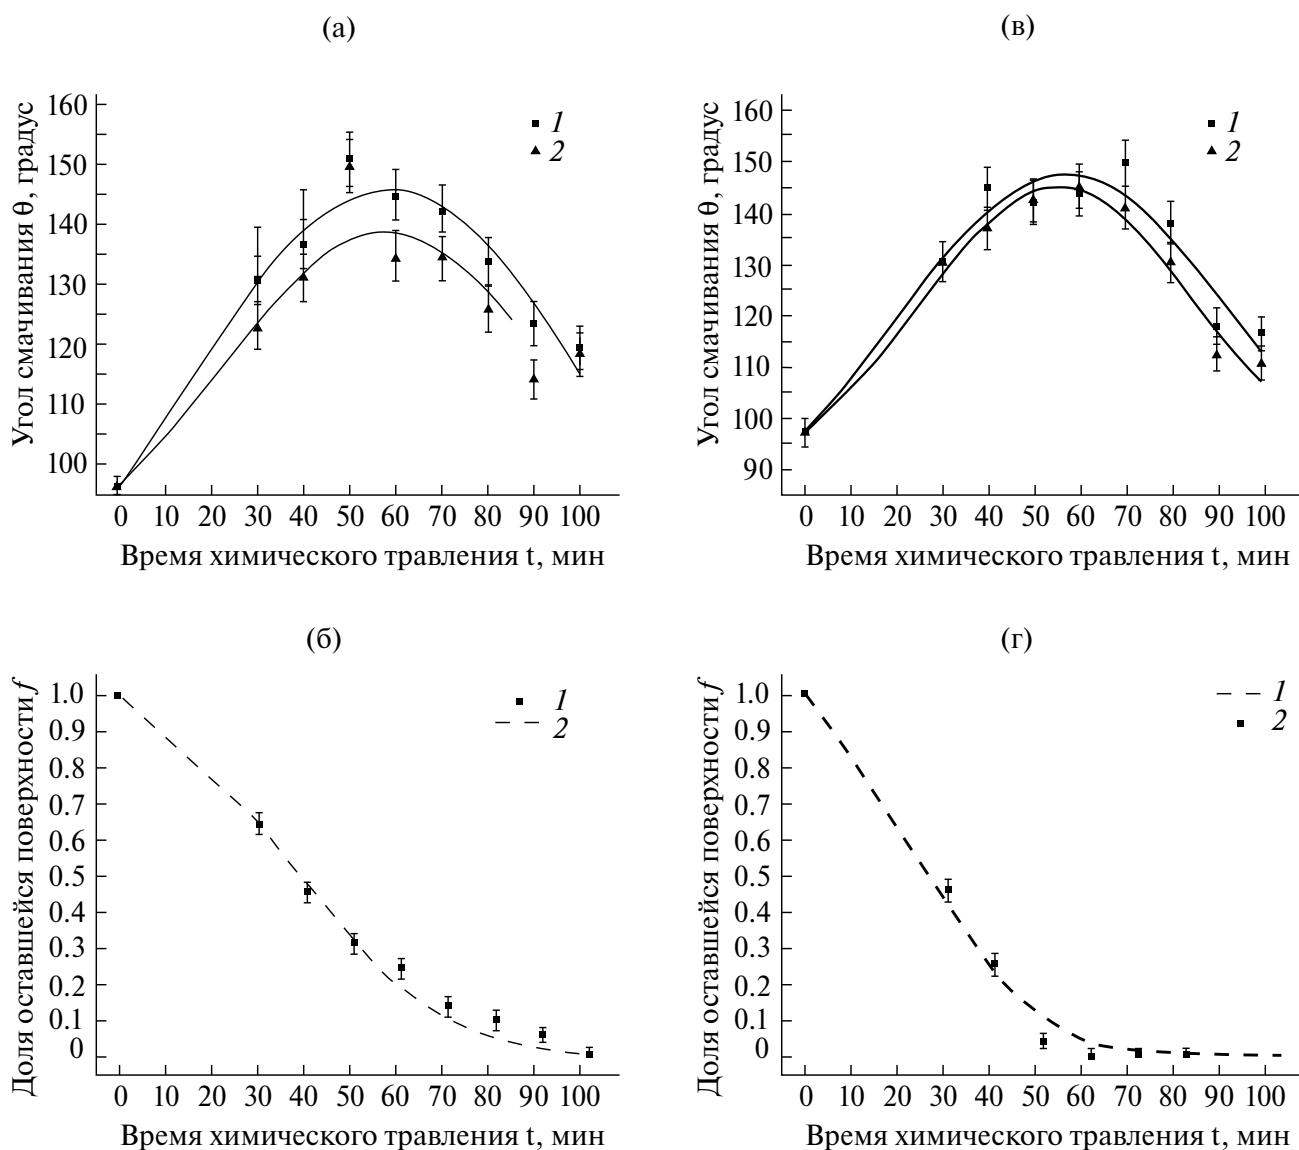 (а)
160
150
140
130
120
110
100
0 10 20 30 40 50 60 70 80 90 100
Угол смачивания θ, градус
Время химического травления t, мин
1
2
(в)
160
150
140
130
120
110
100
90
0 10 20 30 40 50 60 70 80 90 100
Угол смачивания θ, градус
Время химического травления t, мин
1
2
(б)
1.0
0.9
0.8
0.7
0.6
0.5
0.4
0.3
0.2
0.1
0
0 10 20 30 40 50 60 70 80 90 100
Доля оставшейся поверхности f
Время химического травления t, мин
1
2
(г)
1.0
0.9
0.8
0.7
0.6
0.5
0.4
0.3
0.2
0.1
0
0 10 20 30 40 50 60 70 80 90 100
Доля оставшейся поверхности f
Время химического травления t, мин
1
2